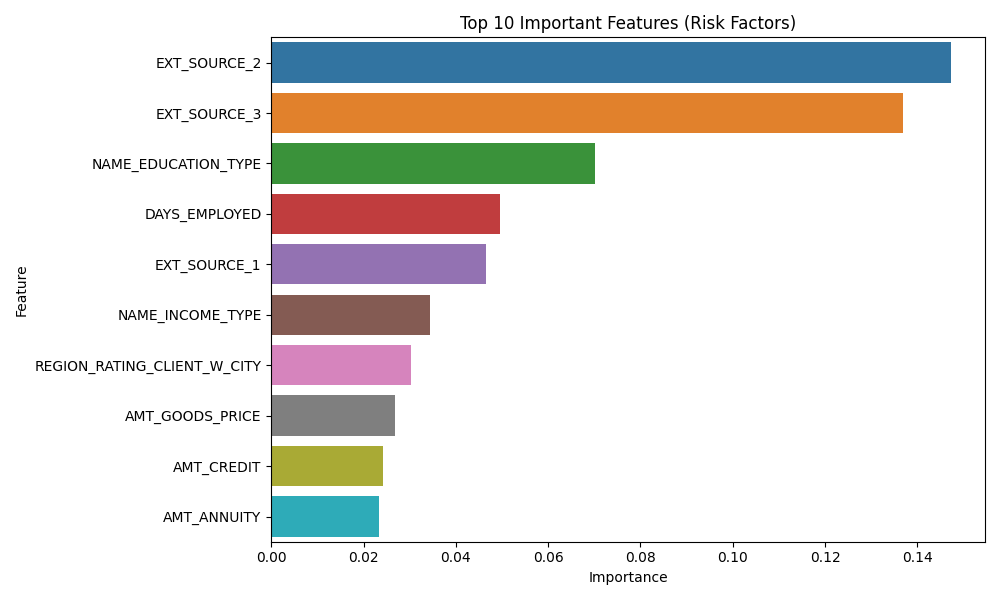 Top 10 Important Features (Risk Factors)
EXT_SOURCE_2
EXT_SOURCE_3
NAME_EDUCATION_TYPE
DAYS_EMPLOYED
EXT_SOURCE_1
NAME_INCOME_TYPE
REGION_RATING_CLIENT_W_CITY
AMT_GOODS_PRICE
AMT_CREDIT
AMT_ANNUITY
Feature
0.00 0.02 0.04 0.06 0.08 0.10 0.12 0.14
Importance